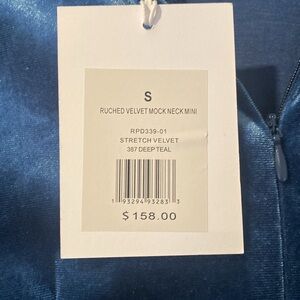 S
RUCHED VELVET MOCK NECK MINI
RPD339-01
STRETCH VELVET
387 DEEP TEAL
1 93294 93283 3
$158.00